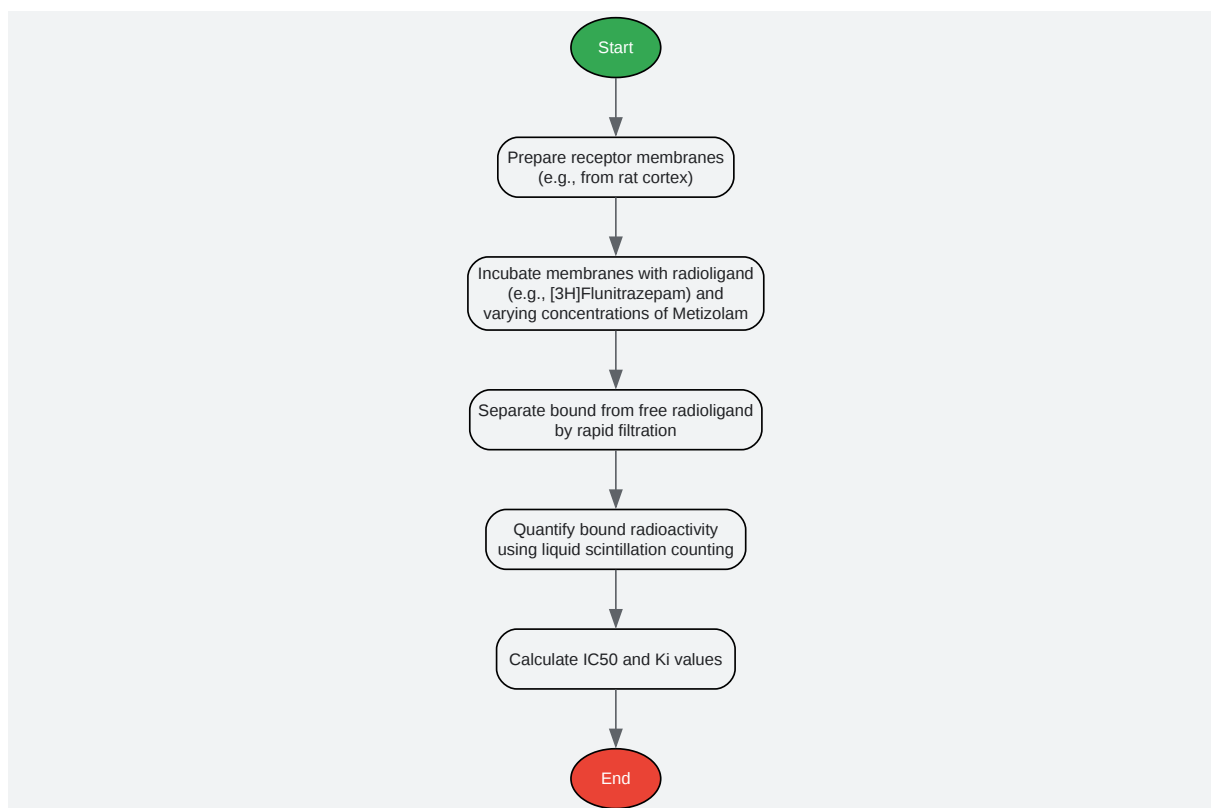 Start
Prepare receptor membranes
(e.g., from rat cortex)
Incubate membranes with radioligand
(e.g., [3H]Flunitrazepam) and
varying concentrations of Metizolam
Separate bound from free radioligand
by rapid filtration
Quantify bound radioactivity
using liquid scintillation counting
Calculate IC50 and Ki values
End